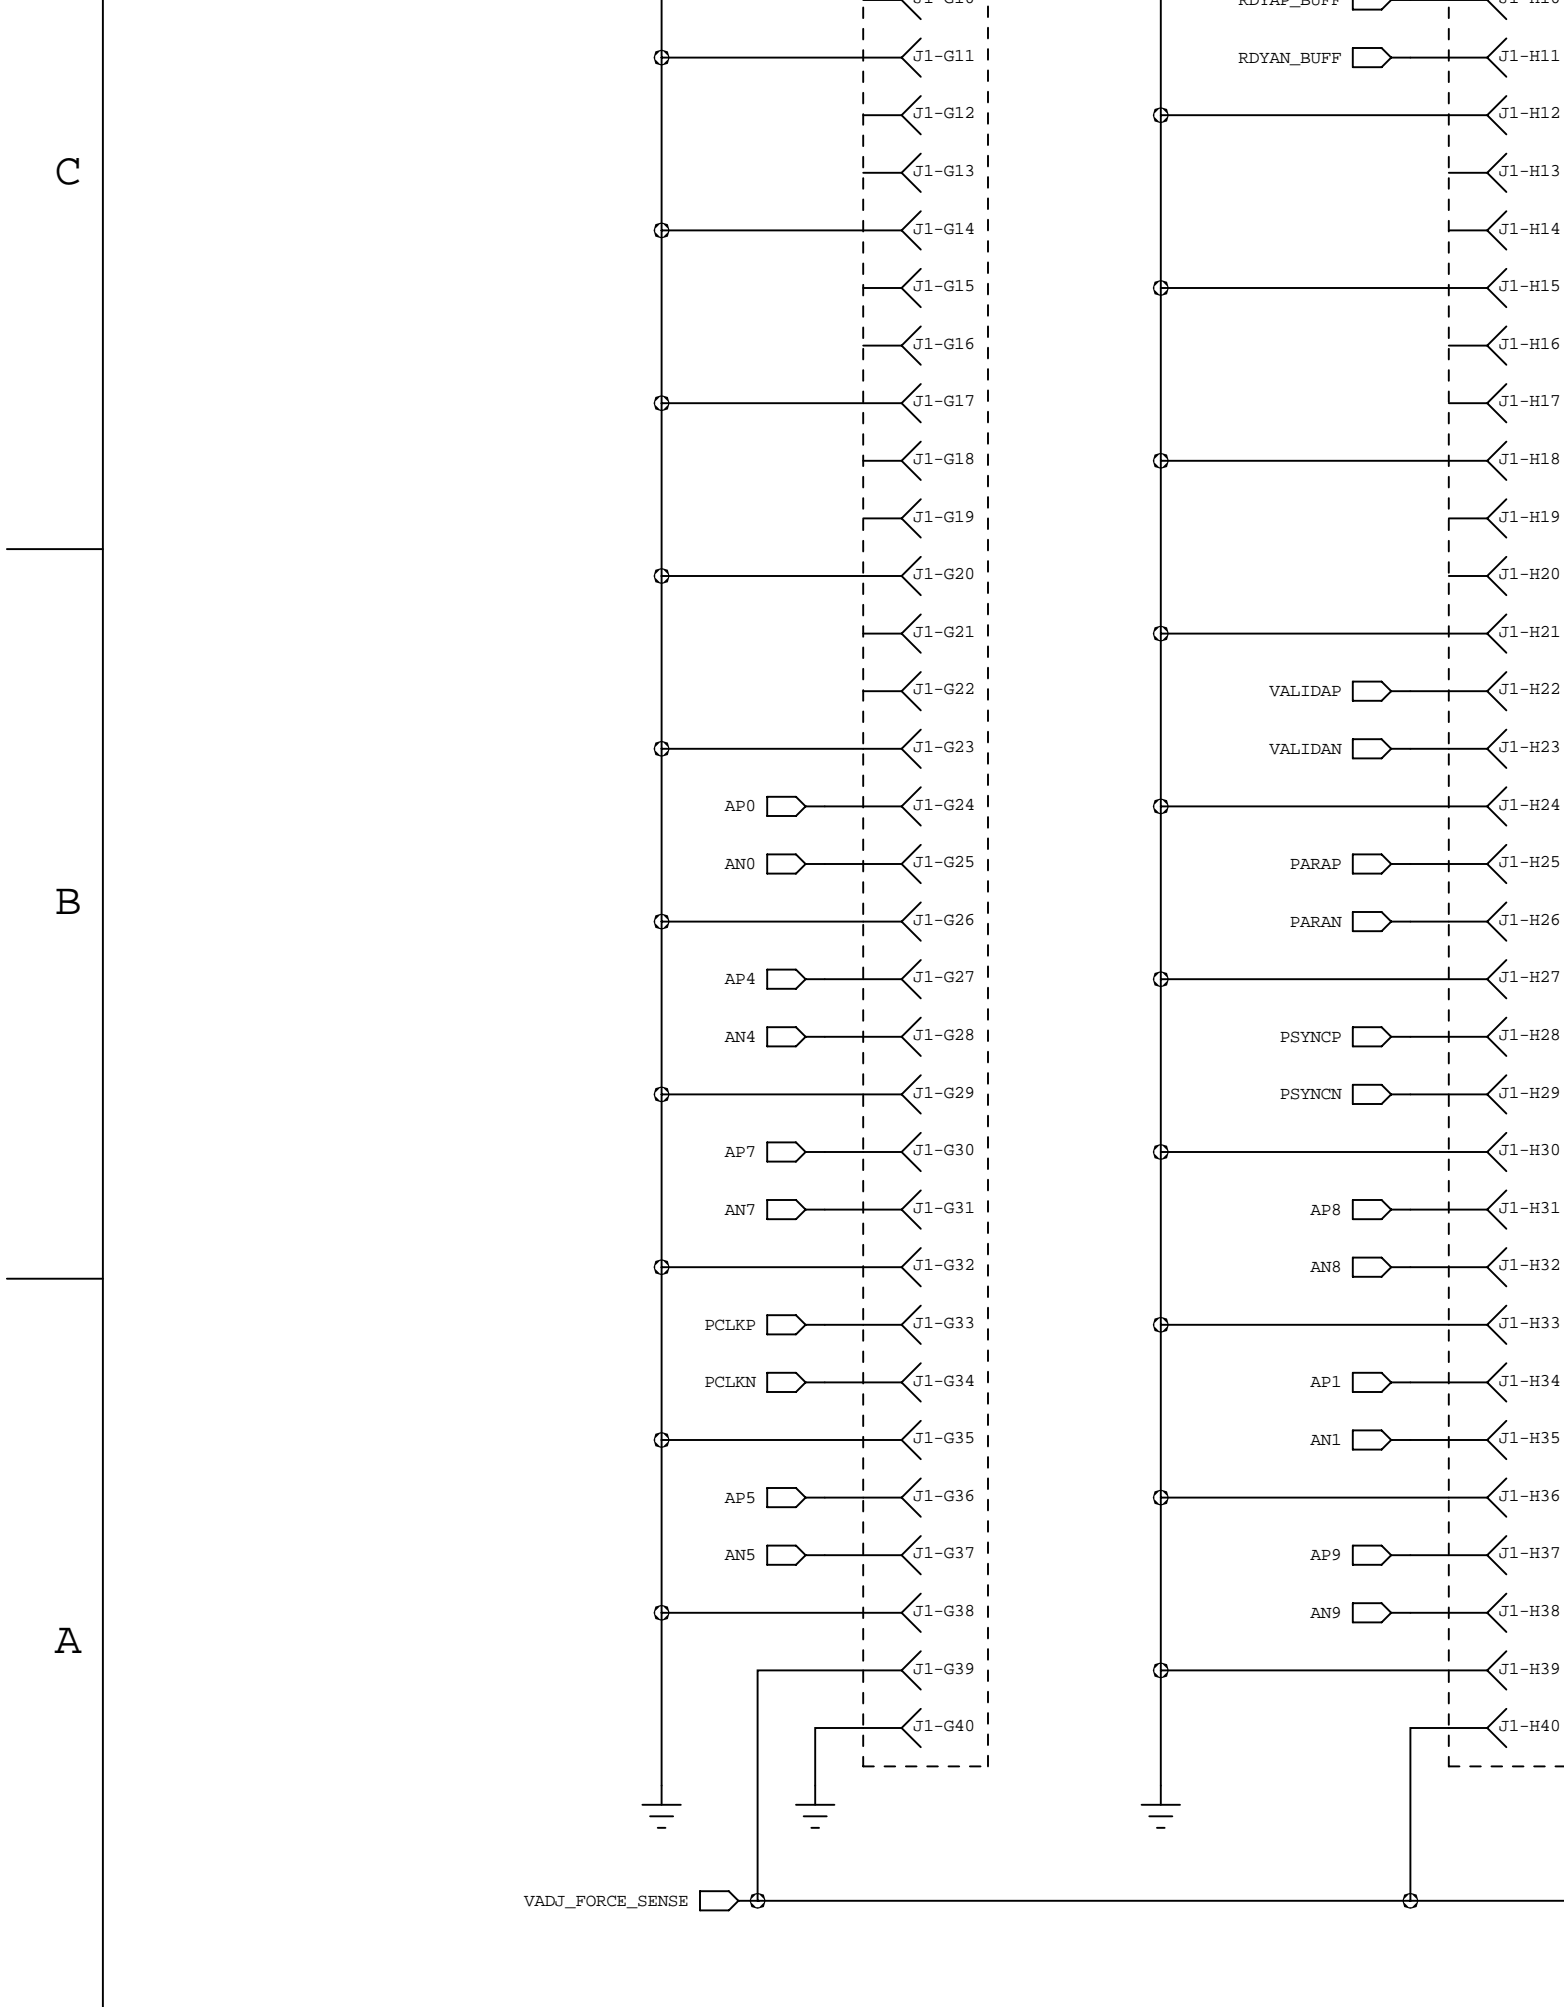 C
B
A
J1-G10
J1-G11
J1-G12
J1-G13
J1-G14
J1-G15
J1-G16
J1-G17
J1-G18
J1-G19
J1-G20
J1-G21
J1-G22
J1-G23
AP0 J1-G24
AN0 J1-G25
J1-G26
AP4 J1-G27
AN4 J1-G28
J1-G29
AP7 J1-G30
AN7 J1-G31
J1-G32
PCLKP J1-G33
PCLKN J1-G34
J1-G35
AP5 J1-G36
AN5 J1-G37
J1-G38
J1-G39
J1-G40
RDYAP_BUFF J1-H10
RDYAN_BUFF J1-H11
J1-H12
J1-H13
J1-H14
J1-H15
J1-H16
J1-H17
J1-H18
J1-H19
J1-H20
J1-H21
VALIDAP J1-H22
VALIDAN J1-H23
J1-H24
PARAP J1-H25
PARAN J1-H26
J1-H27
PSYNCP J1-H28
PSYNCN J1-H29
J1-H30
AP8 J1-H31
AN8 J1-H32
J1-H33
AP1 J1-H34
AN1 J1-H35
J1-H36
AP9 J1-H37
AN9 J1-H38
J1-H39
J1-H40
VADJ_FORCE_SENSE